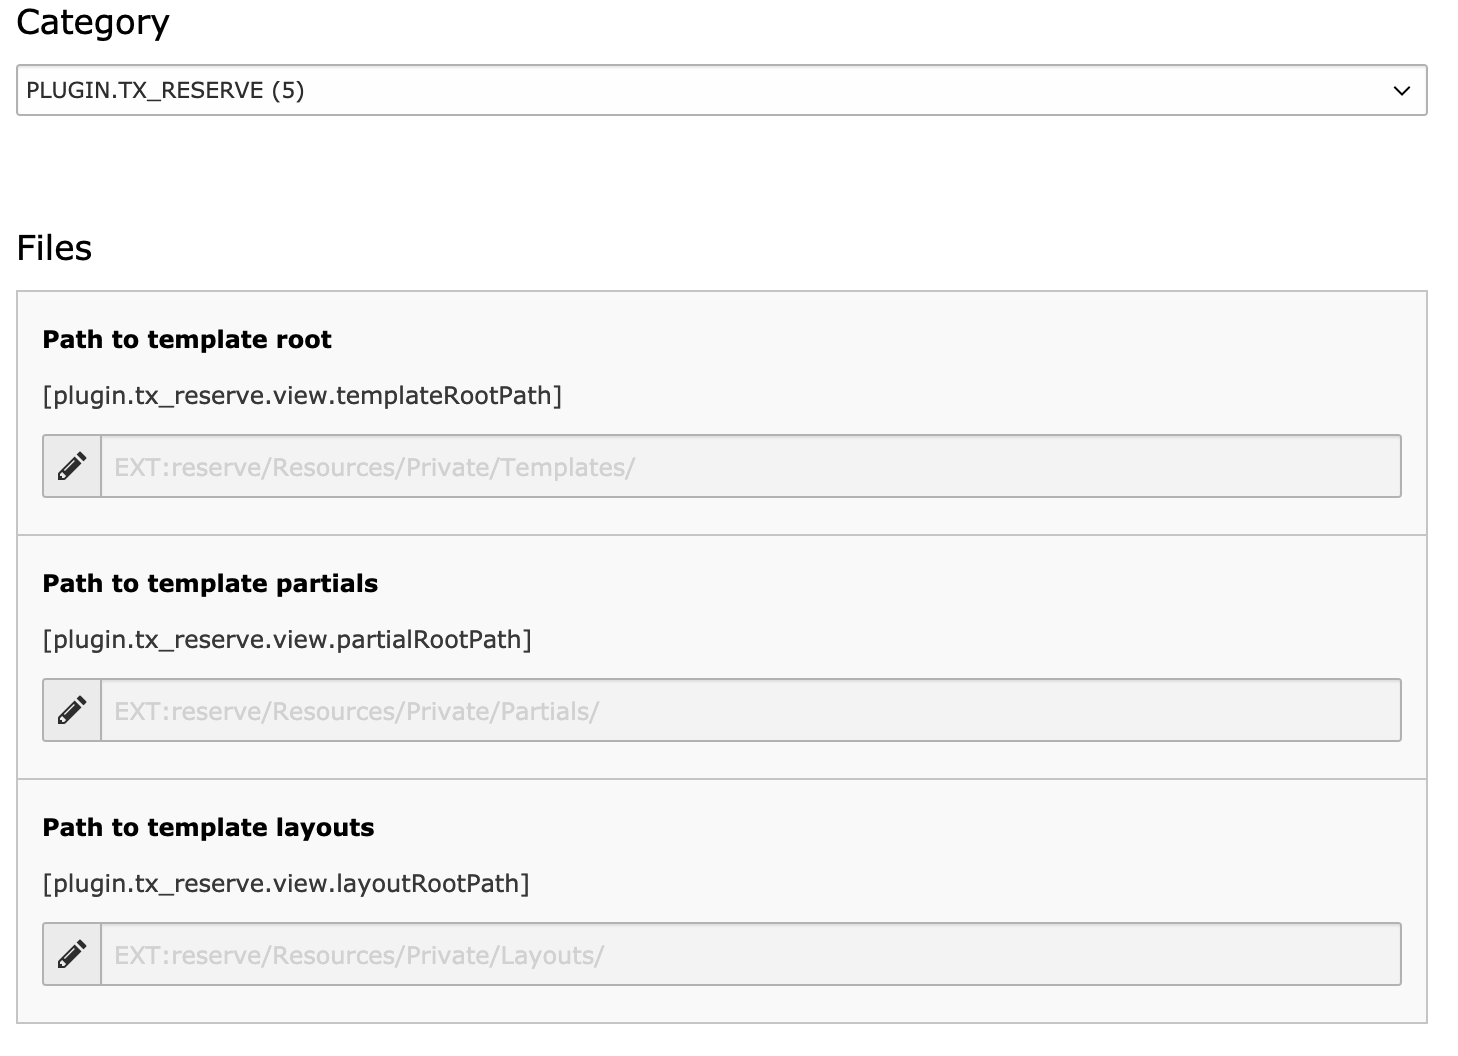 Category
PLUGIN.TX_RESERVE (5)
Files
Path to template root
[plugin.tx_reserve.view.templateRootPath]
EXT:reserve/Resources/Private/Templates/
Path to template partials
[plugin.tx_reserve.view.partialRootPath]
EXT:reserve/Resources/Private/Partials/
Path to template layouts
[plugin.tx_reserve.view.layoutRootPath]
EXT:reserve/Resources/Private/Layouts/